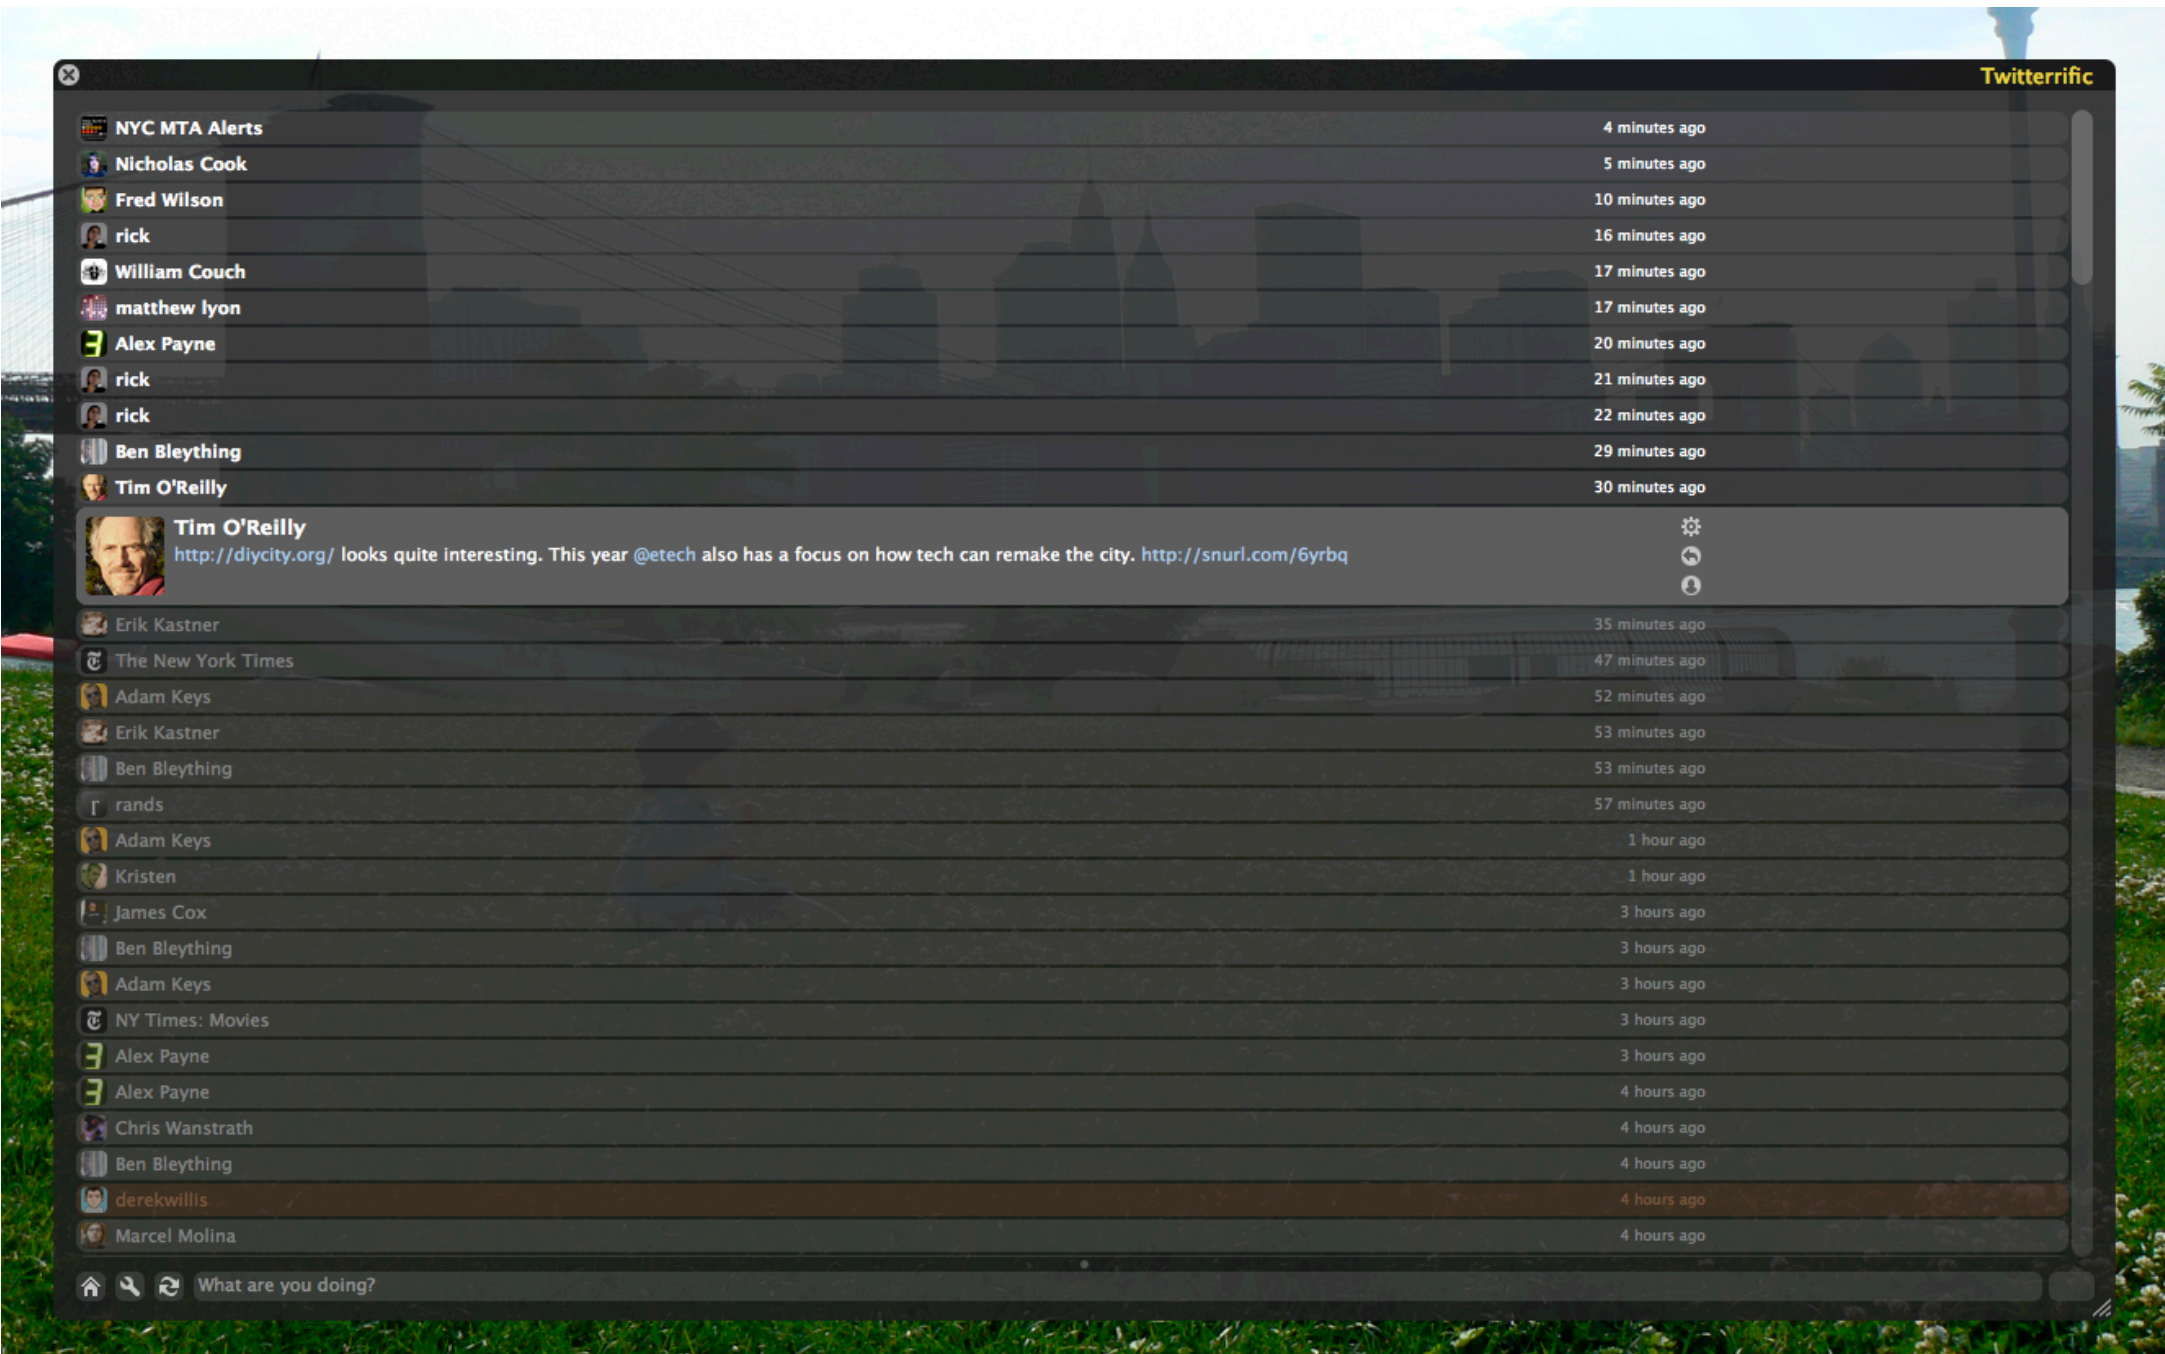 Twitterrific
NYC MTA Alerts 4 minutes ago
Nicholas Cook 5 minutes ago
Fred Wilson 10 minutes ago
rick 16 minutes ago
William Couch 17 minutes ago
matthew lyon 17 minutes ago
Alex Payne 20 minutes ago
rick 21 minutes ago
rick 22 minutes ago
Ben Bleything 29 minutes ago
Tim O'Reilly 30 minutes ago
Tim O'Reilly
http://diycity.org/ looks quite interesting. This year @etech also has a focus on how tech can remake the city. http://snurl.com/6yrbq
Erik Kastner 35 minutes ago
The New York Times 47 minutes ago
Adam Keys 52 minutes ago
Erik Kastner 53 minutes ago
Ben Bleything 53 minutes ago
r rands 57 minutes ago
Adam Keys 1 hour ago
Kristen 1 hour ago
James Cox 3 hours ago
Ben Bleything 3 hours ago
Adam Keys 3 hours ago
NY Times: Movies 3 hours ago
Alex Payne 3 hours ago
Alex Payne 4 hours ago
Chris Wanstrath 4 hours ago
Ben Bleything 4 hours ago
derekwillis 4 hours ago
Marcel Molina 4 hours ago
What are you doing?